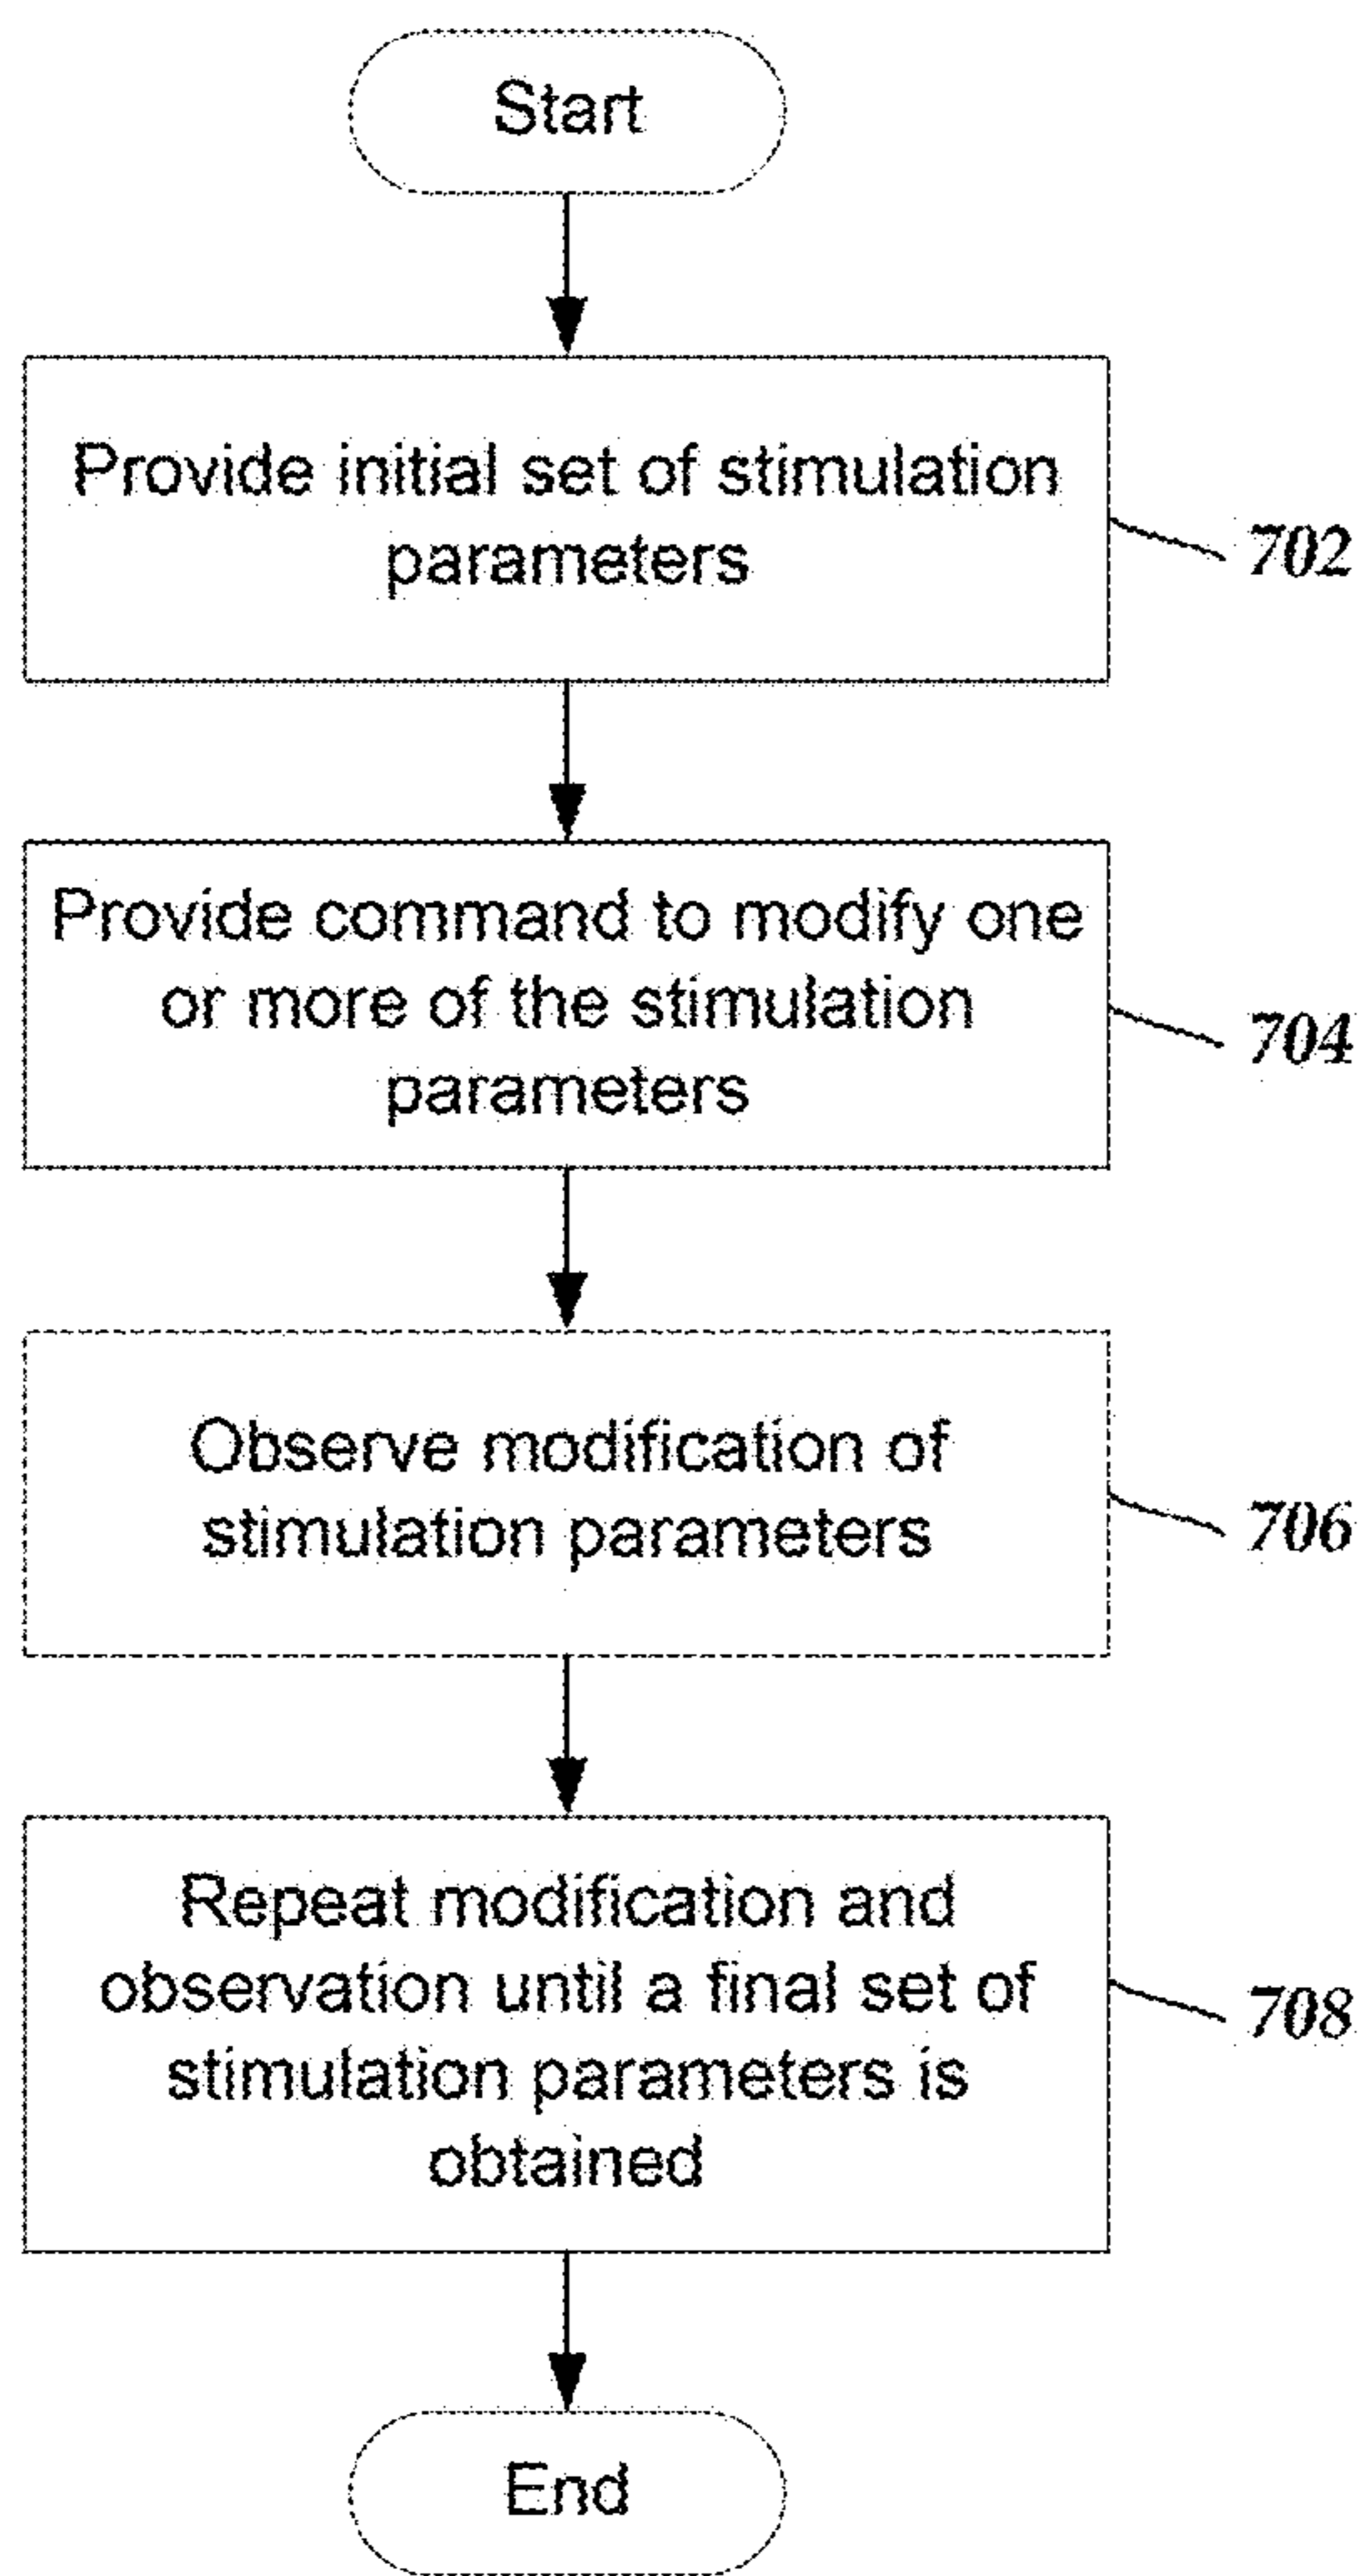 Start
Provide initial set of stimulation
parameters
702
Provide command to modify one
or more of the stimulation
parameters
704
Observe modification of
stimulation parameters
706
Repeat modification and
observation until a final set of
stimulation parameters is
obtained
708
End